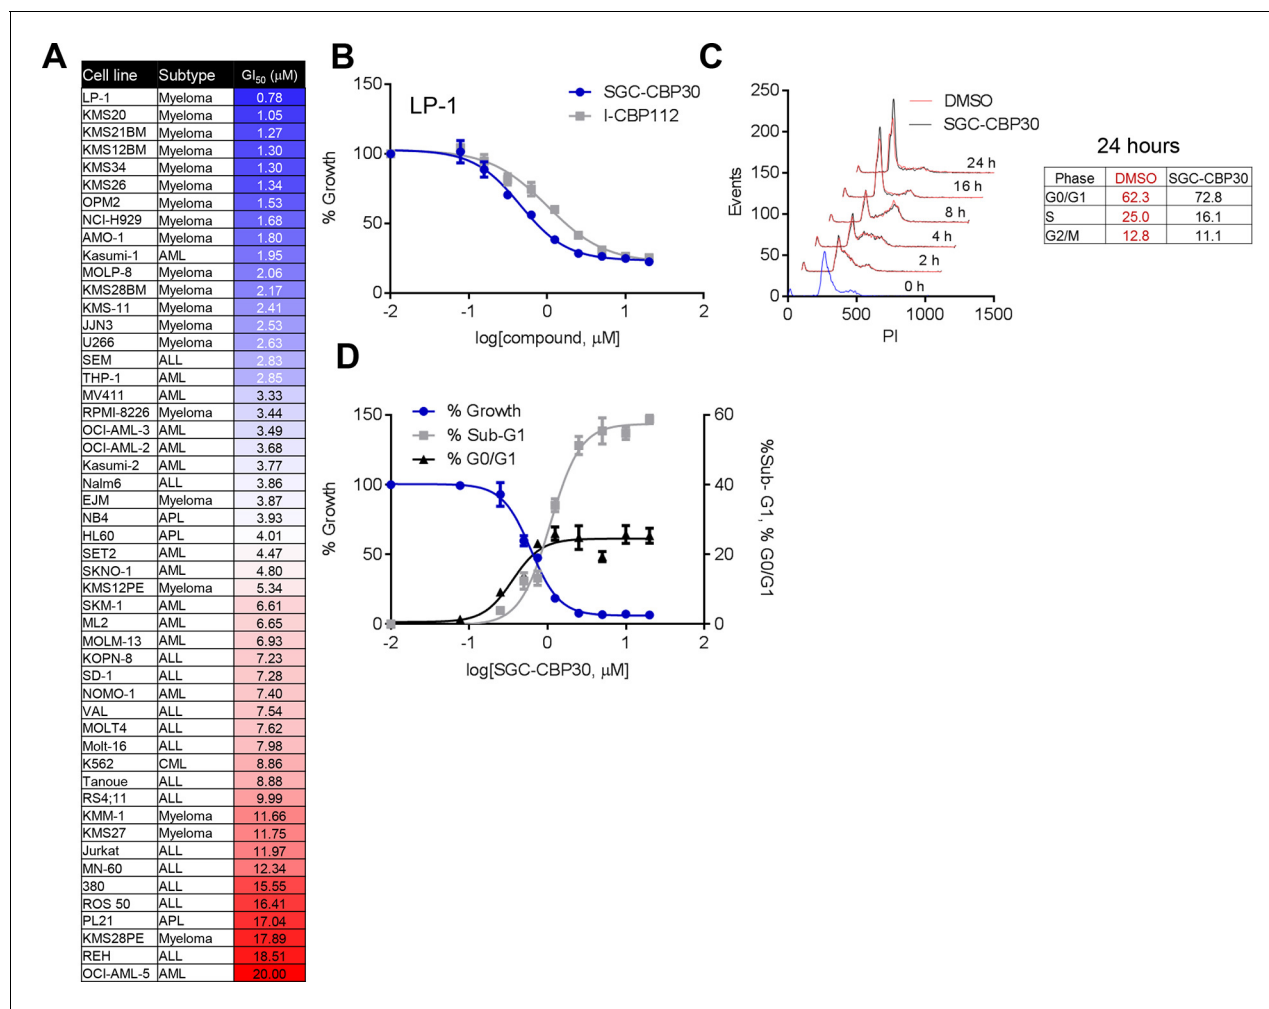 A
Cell line Subtype GI50 (μM)
LP-1 Myeloma 0.78
KMS20 Myeloma 1.05
KMS21BM Myeloma 1.27
KMS12BM Myeloma 1.30
KMS34 Myeloma 1.30
KMS26 Myeloma 1.34
OPM2 Myeloma 1.53
NCI-H929 Myeloma 1.68
AMO-1 Myeloma 1.80
Kasumi-1 AML 1.95
MOLP-8 Myeloma 2.06
KMS28BM Myeloma 2.17
KMS-11 Myeloma 2.41
JJN3 Myeloma 2.53
U266 Myeloma 2.63
SEM ALL 2.83
THP-1 AML 2.85
MV411 AML 3.33
RPMI-8226 Myeloma 3.44
OCI-AML-3 AML 3.49
OCI-AML-2 AML 3.68
Kasumi-2 AML 3.77
Nalm6 ALL 3.86
EJM Myeloma 3.87
NB4 APL 3.93
HL60 APL 4.01
SET2 AML 4.47
SKNO-1 AML 4.80
KMS12PE Myeloma 5.34
SKM-1 AML 6.61
ML2 AML 6.65
MOLM-13 AML 6.93
KOPN-8 ALL 7.23
SD-1 ALL 7.28
NOMO-1 AML 7.40
VAL ALL 7.54
MOLT4 ALL 7.62
Molt-16 ALL 7.98
K562 CML 8.86
Tanoue ALL 8.88
RS4;11 ALL 9.99
KMM-1 Myeloma 11.66
KMS27 Myeloma 11.75
Jurkat ALL 11.97
MN-60 ALL 12.34
380 ALL 15.55
ROS 50 ALL 16.41
PL21 APL 17.04
KMS28PE Myeloma 17.89
REH ALL 18.51
OCI-AML-5 AML 20.00
B
LP-1
SGC-CBP30
I-CBP112
% Growth
150
100
50
0
-2 -1 0 1 2
log[compound, μM]
C
DMSO
SGC-CBP30
Events
250
200
150
100
50
0
24 h
16 h
8 h
4 h
2 h
0 h
0 500 1000 1500
PI
24 hours
Phase DMSO SGC-CBP30
G0/G1 62.3 72.8
S 25.0 16.1
G2/M 12.8 11.1
D
% Growth
% Sub-G1
% G0/G1
% Growth
150
100
50
0
60
40
20
0
%Sub- G1, % G0/G1
-2 -1 0 1 2
log[SGC-CBP30, μM]